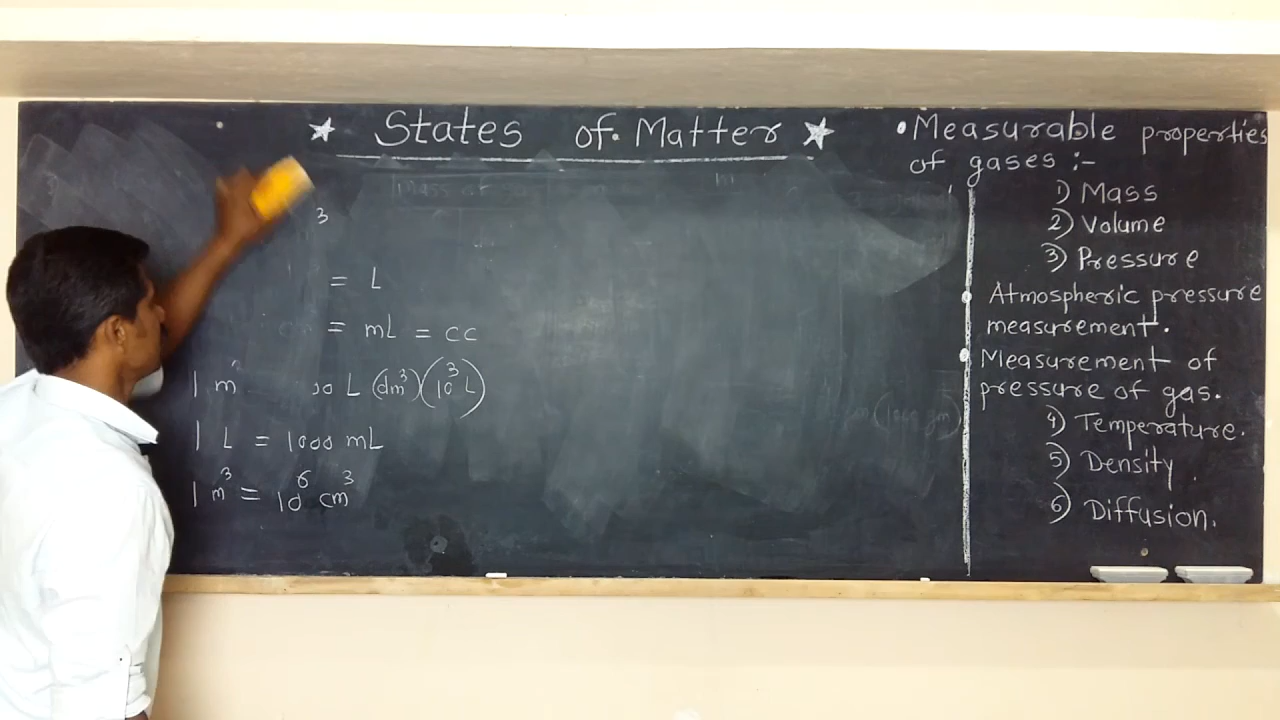 ★ States of Matter ★
3
= L
= mL = cc
1 m 00 L (dm³)(10³ L)
1 L = 1000 mL
1 m³ = 10⁶ cm³
• Measurable properties
of gases :-
1) Mass
2) Volume
3) Pressure
• Atmospheric pressure
measurement.
• Measurement of
pressure of gas.
4) Temperature.
5) Density.
6) Diffusion.